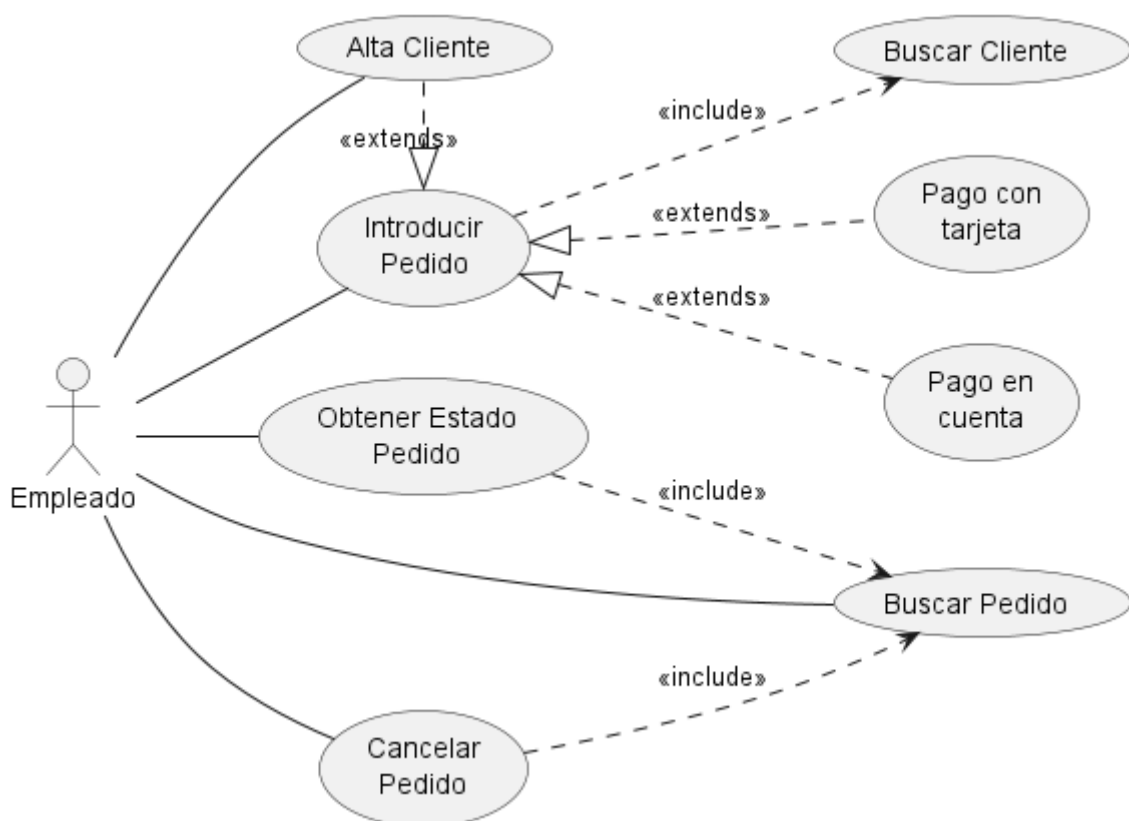 Alta Cliente
Buscar Cliente
«include»
«extends»
Introducir
Pedido
«extends»
Pago con
tarjeta
«extends»
Pago en
cuenta
Obtener Estado
Pedido
Empleado
«include»
Buscar Pedido
«include»
Cancelar
Pedido